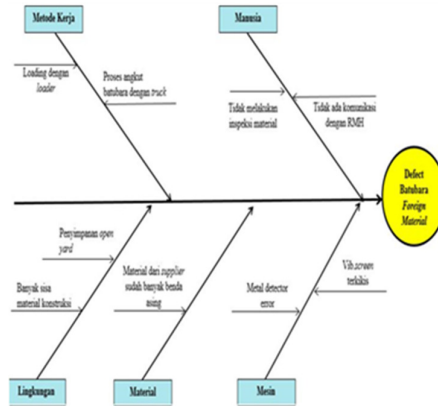 Metode Kerja
Manusia
Loading dengan
loader
Proses angkat
batubara dengan truck
Tidak melakukan
inspeksi material
Tidak ada komunikasi
dengan RMH
Defect
Batubara
Foreign
Material
Penyimpanan open
yard
Banyak sisa
material konstruksi
Material dari supplier
sudah banyak benda
asing
Metal detector
error
Vib.screen
terkikis
Lingkungan
Material
Mesin